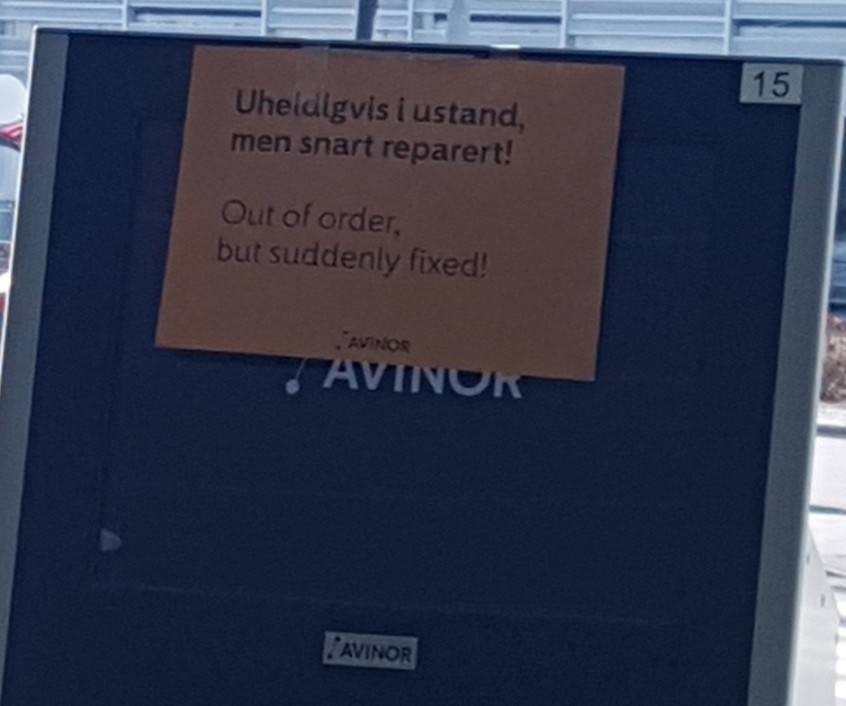 Uheldigvis i ustand,
men snart reparert!
Out of order,
but suddenly fixed!
AVINOR
AVINOR
15
AVINOR